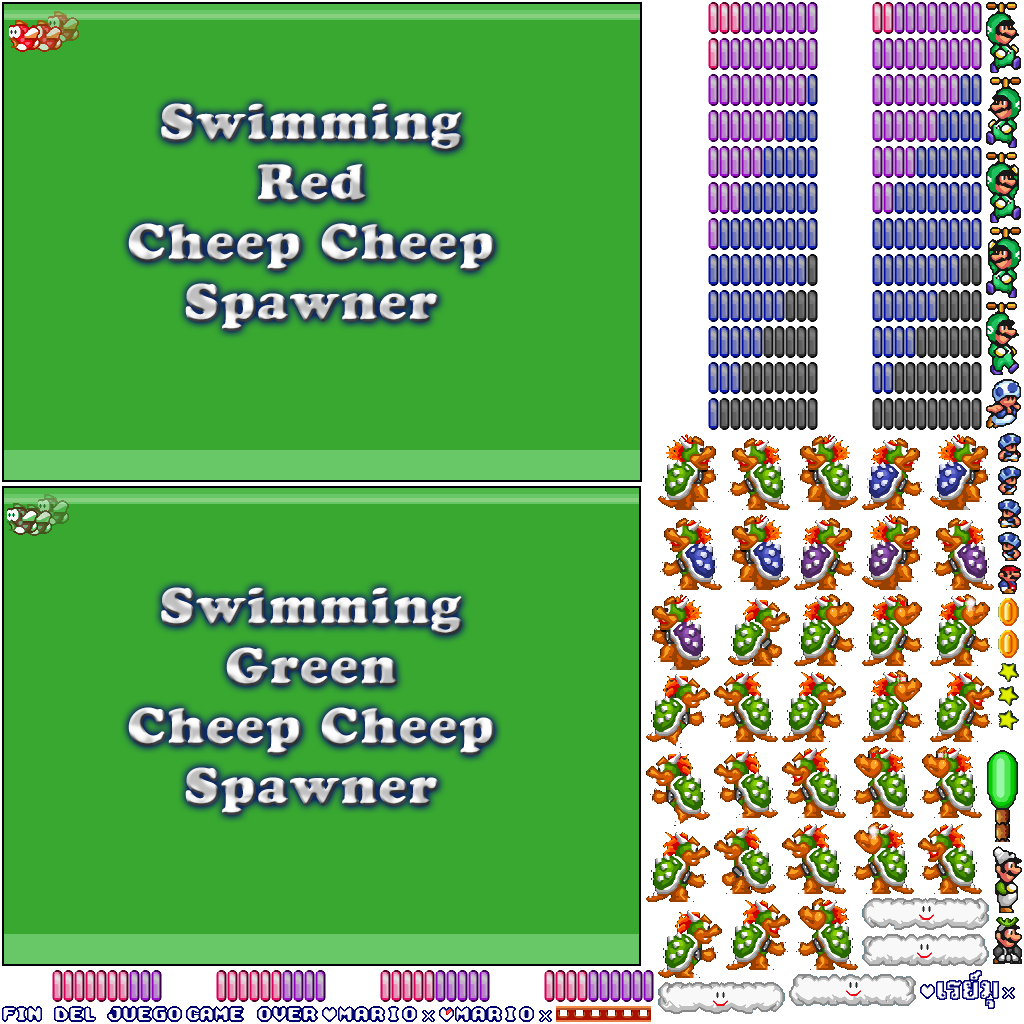 Swimming
Red
Cheep Cheep
Spawner
Swimming
Green
Cheep Cheep
Spawner
FIN DEL JUEGO
GAME OVER
♥MARIO×
♥MARIO×